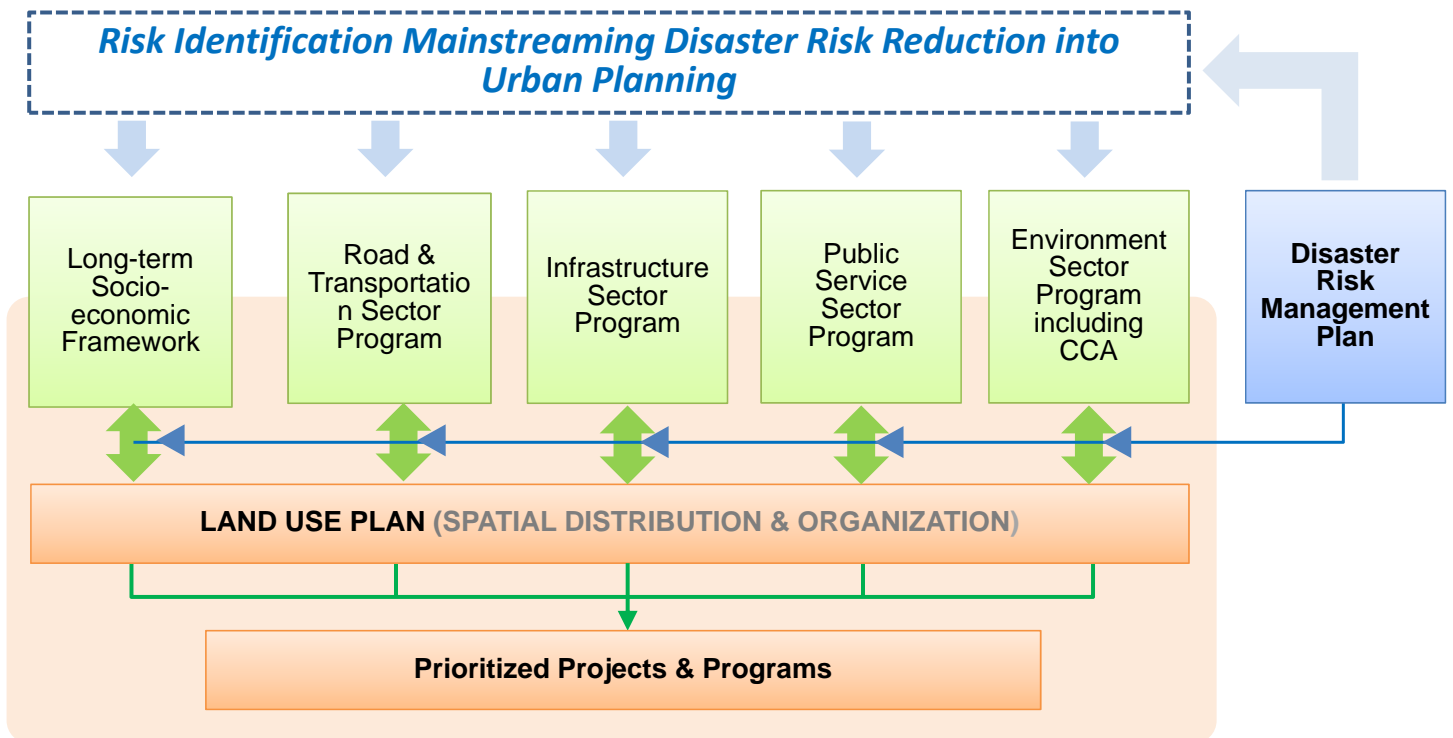 Risk Identification Mainstreaming Disaster Risk Reduction into
Urban Planning
Long-term
Socio-
economic
Framework
Road &
Transportatio
n Sector
Program
Infrastructure
Sector
Program
Public
Service
Sector
Program
Environment
Sector
Program
including
CCA
Disaster
Risk
Management
Plan
LAND USE PLAN (SPATIAL DISTRIBUTION & ORGANIZATION)
Prioritized Projects & Programs